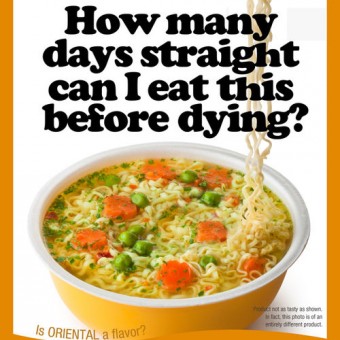 How many
days straight
can I eat this
before dying?
Product not as tasty as shown.
In fact, this photo is of an
entirely different product.
Is ORIENTAL a flavor?